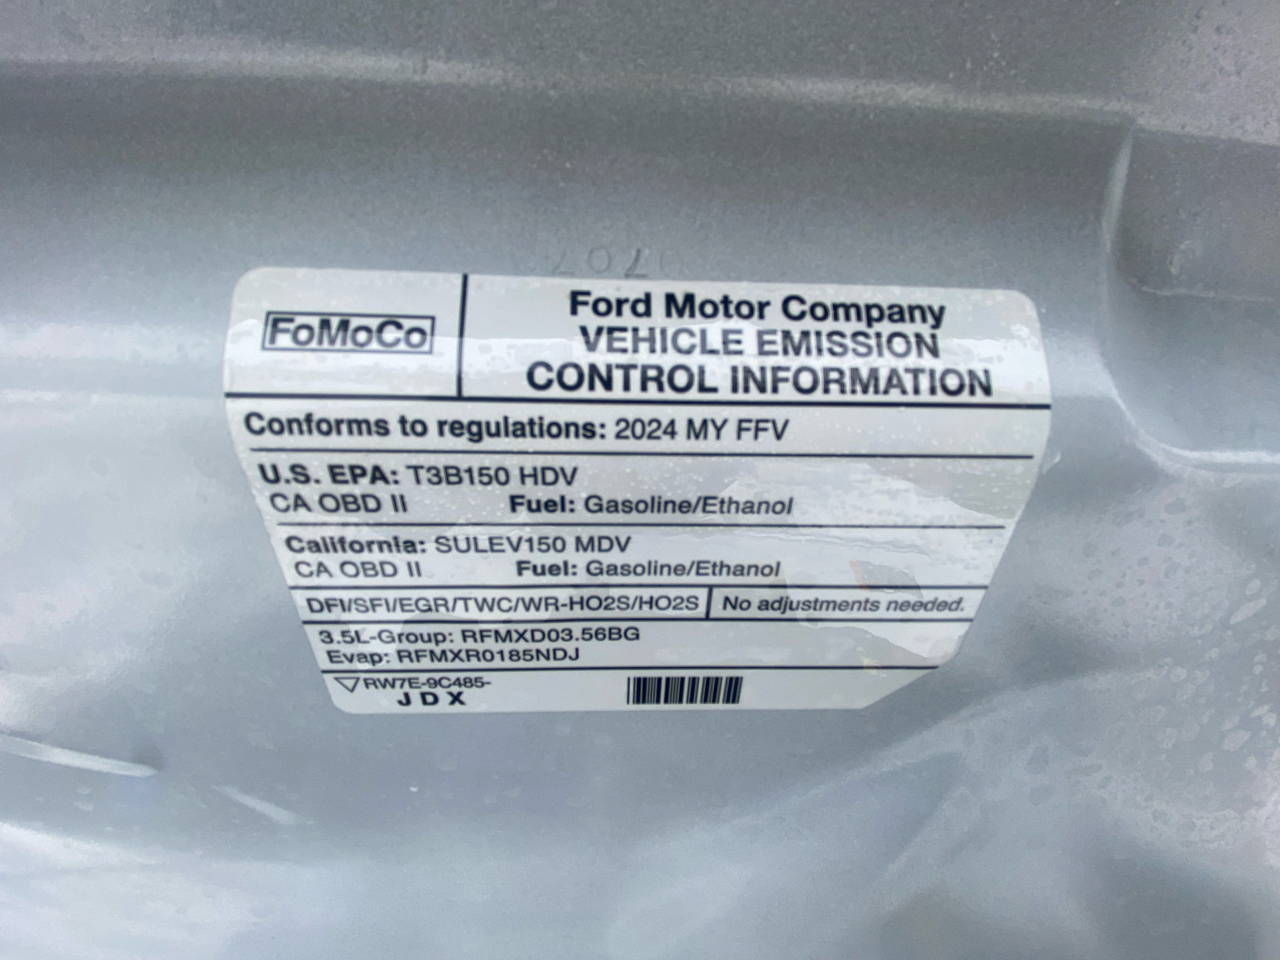 FoMoCo
Ford Motor Company
VEHICLE EMISSION
CONTROL INFORMATION
Conforms to regulations: 2024 MY FFV
U.S. EPA: T3B150 HDV
CA OBD II Fuel: Gasoline/Ethanol
California: SULEV150 MDV
CA OBD II Fuel: Gasoline/Ethanol
DFI/SFI/EGR/TWC/WR-HO2S/HO2S No adjustments needed.
3.5L-Group: RFMXD03.56BG
Evap: RFMXR0185NDJ
RW7E-9C485-
JDX